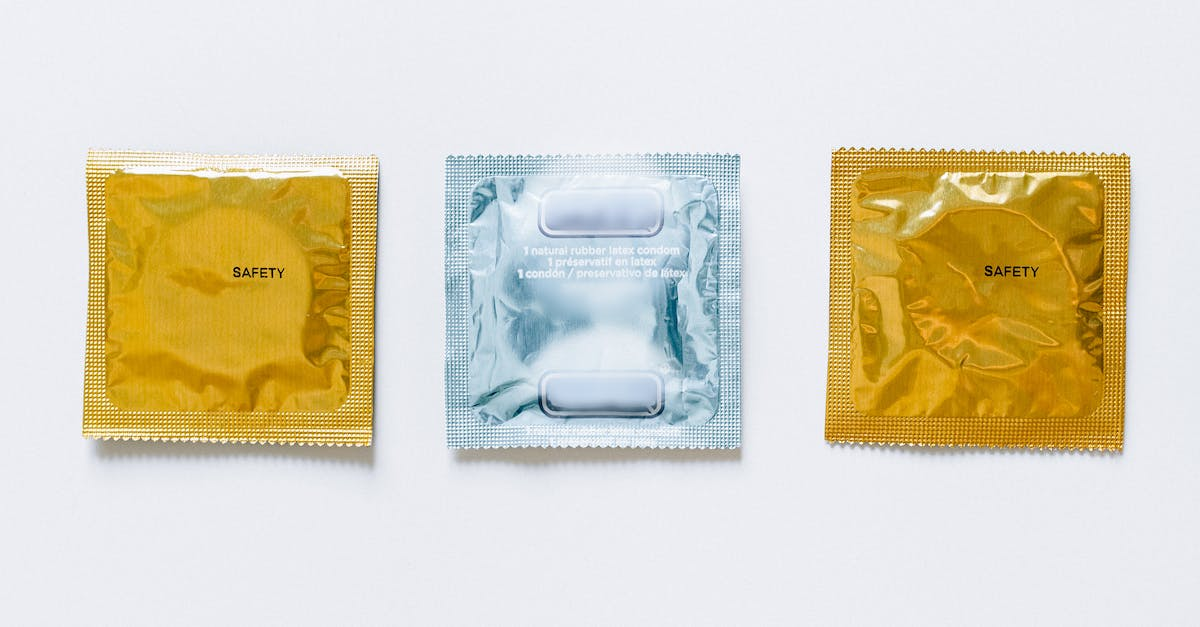 SAFETY
1 natural rubber latex condom
1 préservatif en latex
1 condón / preservativo de látex
SAFETY